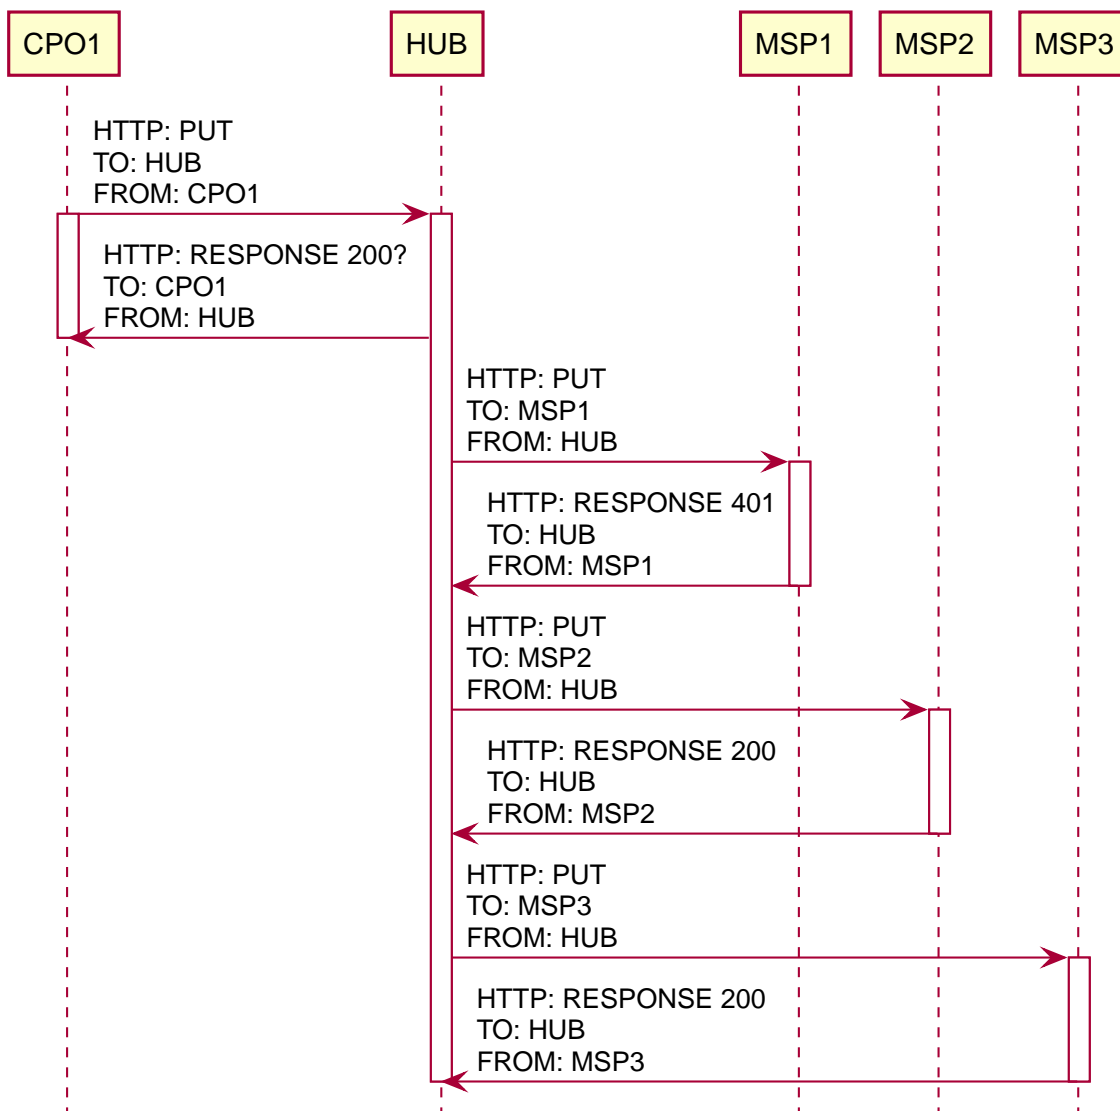 CPO1
HUB
MSP1
MSP2
MSP3
HTTP: PUT
TO: HUB
FROM: CPO1
HTTP: RESPONSE 200?
TO: CPO1
FROM: HUB
HTTP: PUT
TO: MSP1
FROM: HUB
HTTP: RESPONSE 401
TO: HUB
FROM: MSP1
HTTP: PUT
TO: MSP2
FROM: HUB
HTTP: RESPONSE 200
TO: HUB
FROM: MSP2
HTTP: PUT
TO: MSP3
FROM: HUB
HTTP: RESPONSE 200
TO: HUB
FROM: MSP3